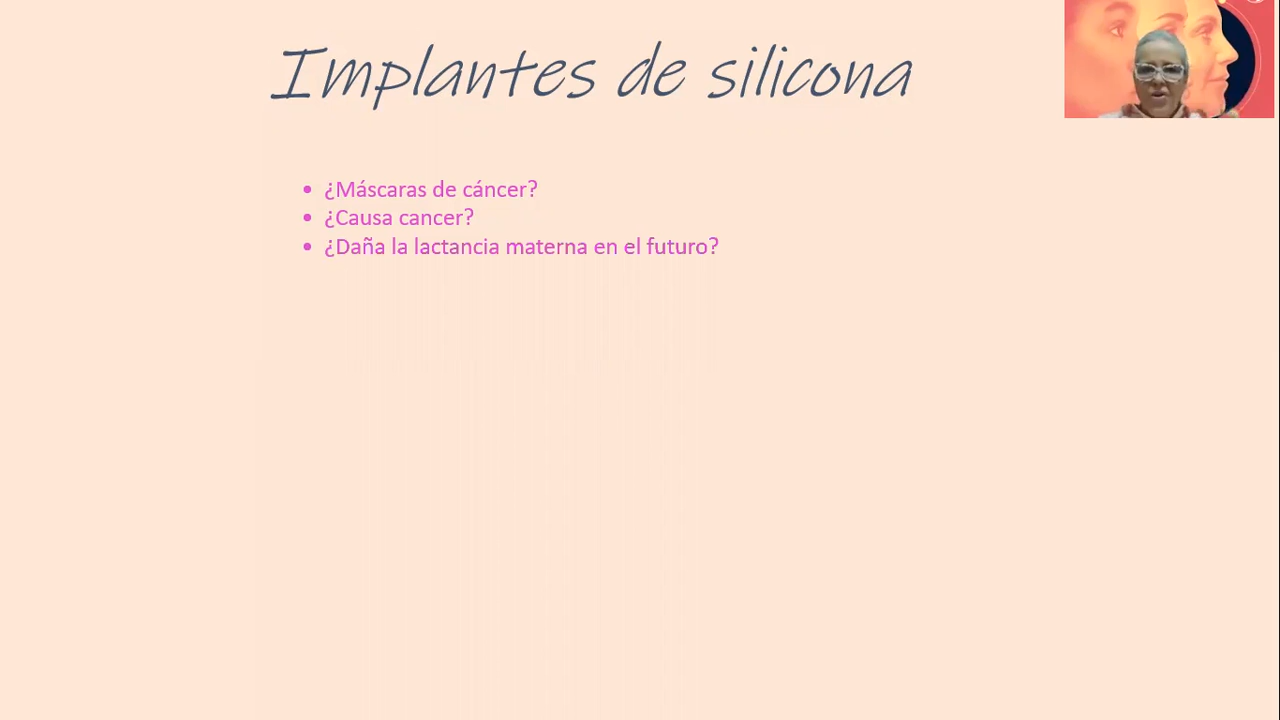 Implantes de silicona
• ¿Máscaras de cáncer?
• ¿Causa cancer?
• ¿Daña la lactancia materna en el futuro?